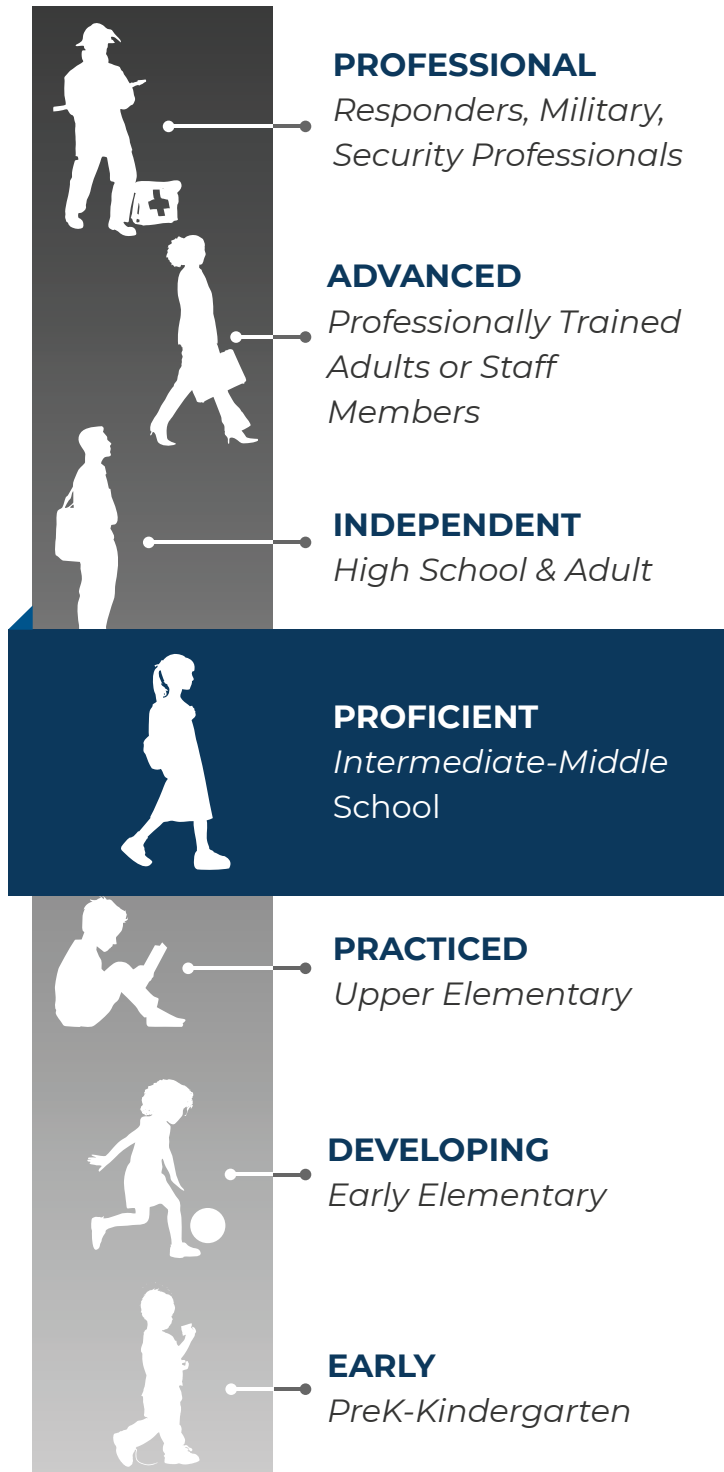 PROFESSIONAL
Responders, Military,
Security Professionals
ADVANCED
Professionally Trained
Adults or Staff
Members
INDEPENDENT
High School & Adult
PROFICIENT
Intermediate-Middle
School
PRACTICED
Upper Elementary
DEVELOPING
Early Elementary
EARLY
PreK-Kindergarten